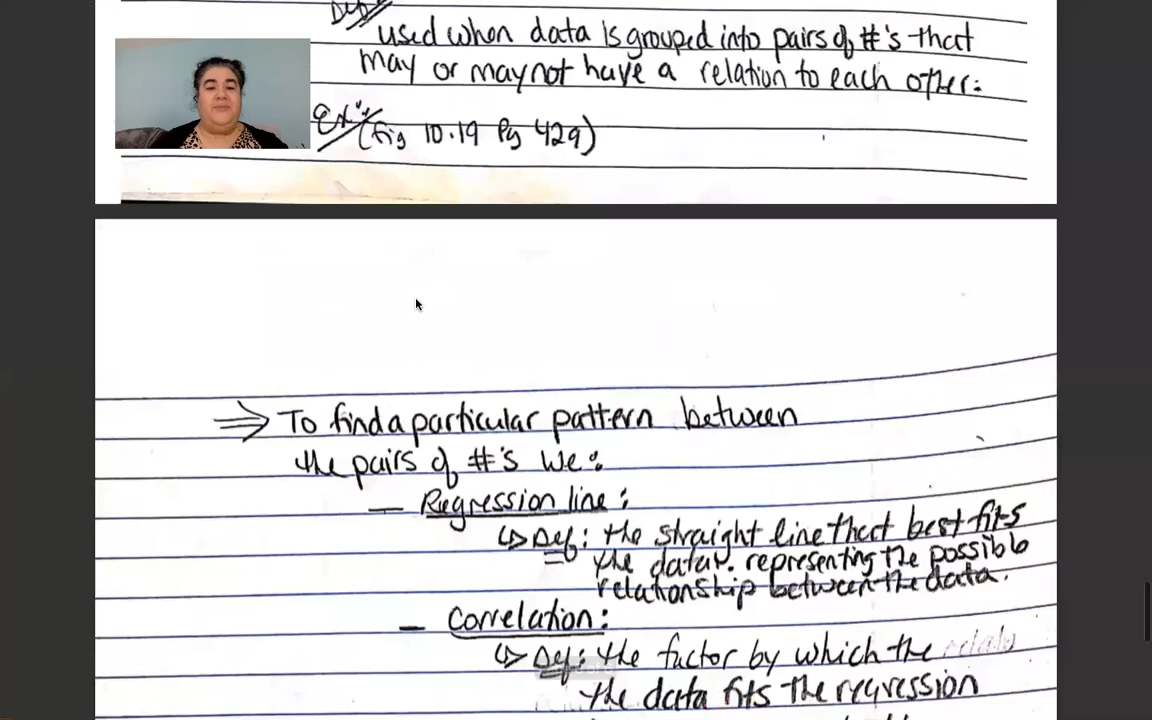 Def:
used when data is grouped into pairs of #'s that
may or may not have a relation to each other:
Ex:
(fig 10.19 Pg 429)
⇒ To find a particular pattern between
the pairs of #'s we:
— Regression line:
↳ Def: the straight line that best fits
the data. representing the possible
relationship between the data.
— Correlation:
↳ Def: the factor by which the
the data fits the regression